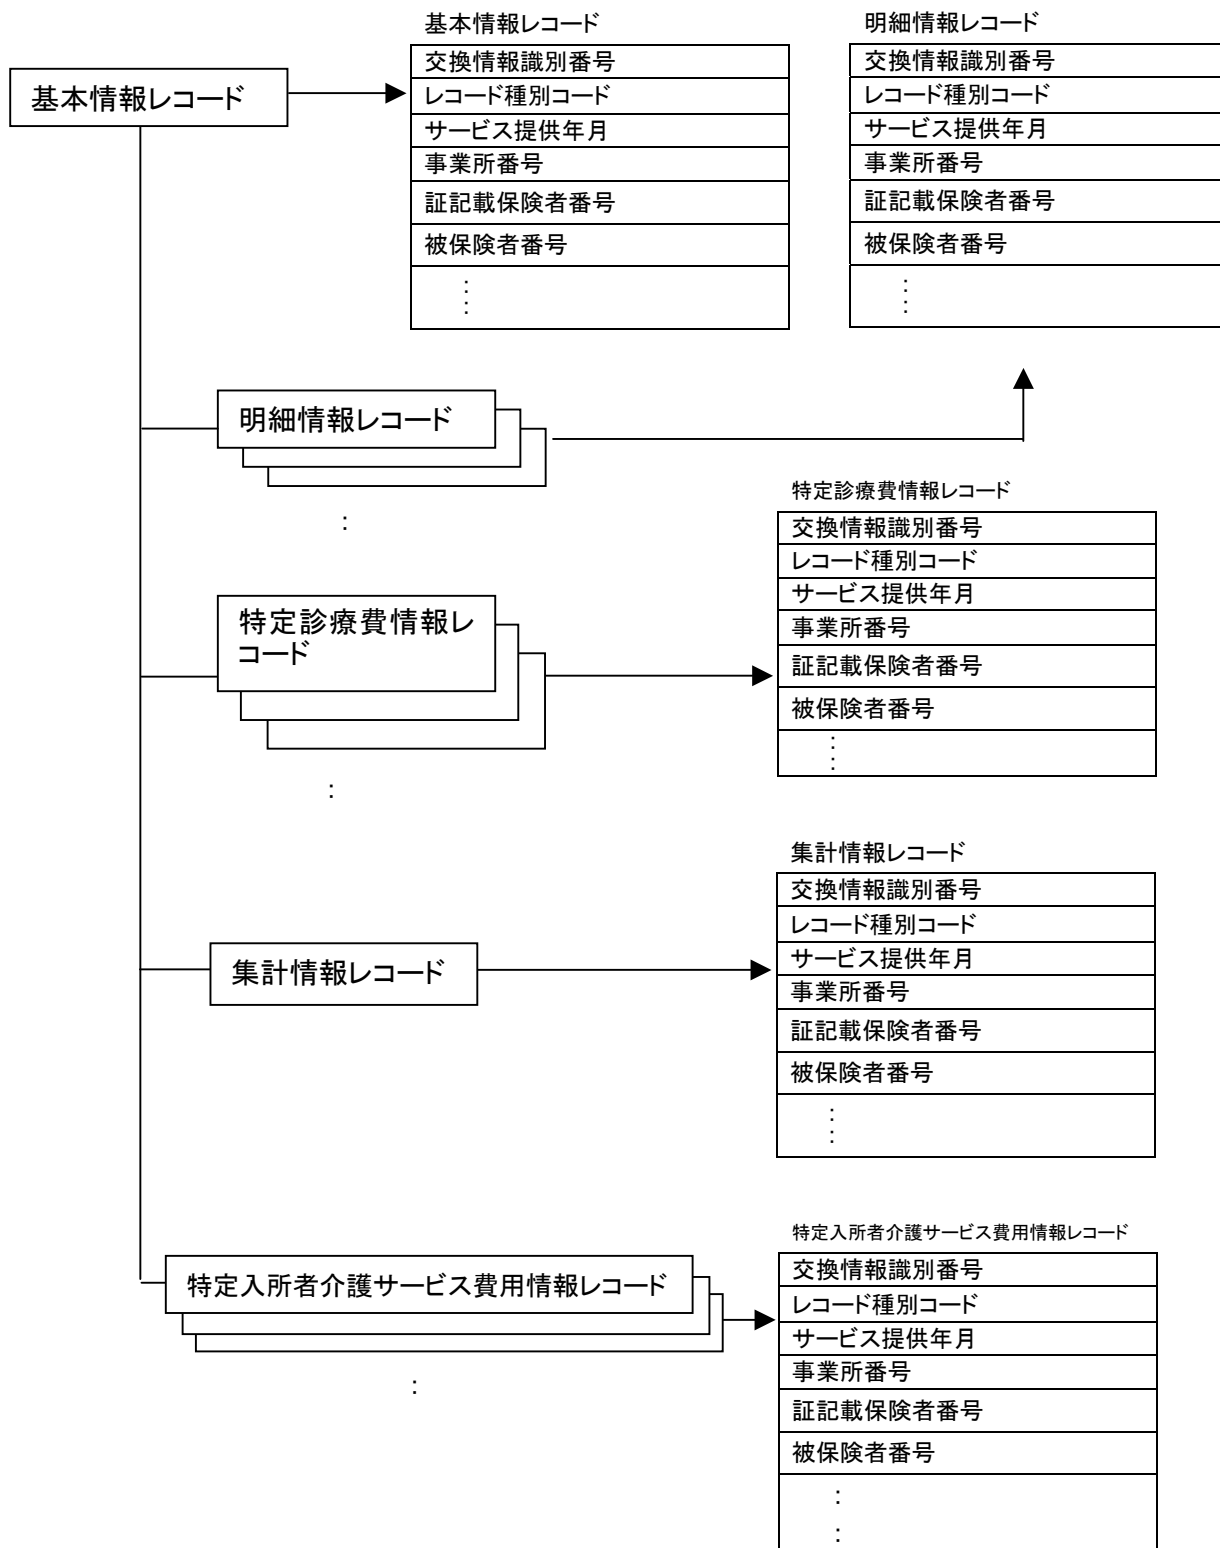 基本情報レコード
明細情報レコード
基本情報レコード
交換情報識別番号
レコード種別コード
サービス提供年月
事業所番号
証記載保険者番号
被保険者番号
：
：
交換情報識別番号
レコード種別コード
サービス提供年月
事業所番号
証記載保険者番号
被保険者番号
：
：
明細情報レコード
：
特定診療費情報レコード
交換情報識別番号
レコード種別コード
サービス提供年月
事業所番号
証記載保険者番号
被保険者番号
：
：
特定診療費情報レ
コード
：
集計情報レコード
交換情報識別番号
レコード種別コード
サービス提供年月
事業所番号
証記載保険者番号
被保険者番号
：
：
集計情報レコード
特定入所者介護サービス費用情報レコード
交換情報識別番号
レコード種別コード
サービス提供年月
事業所番号
証記載保険者番号
被保険者番号
：
：
特定入所者介護サービス費用情報レコード
：